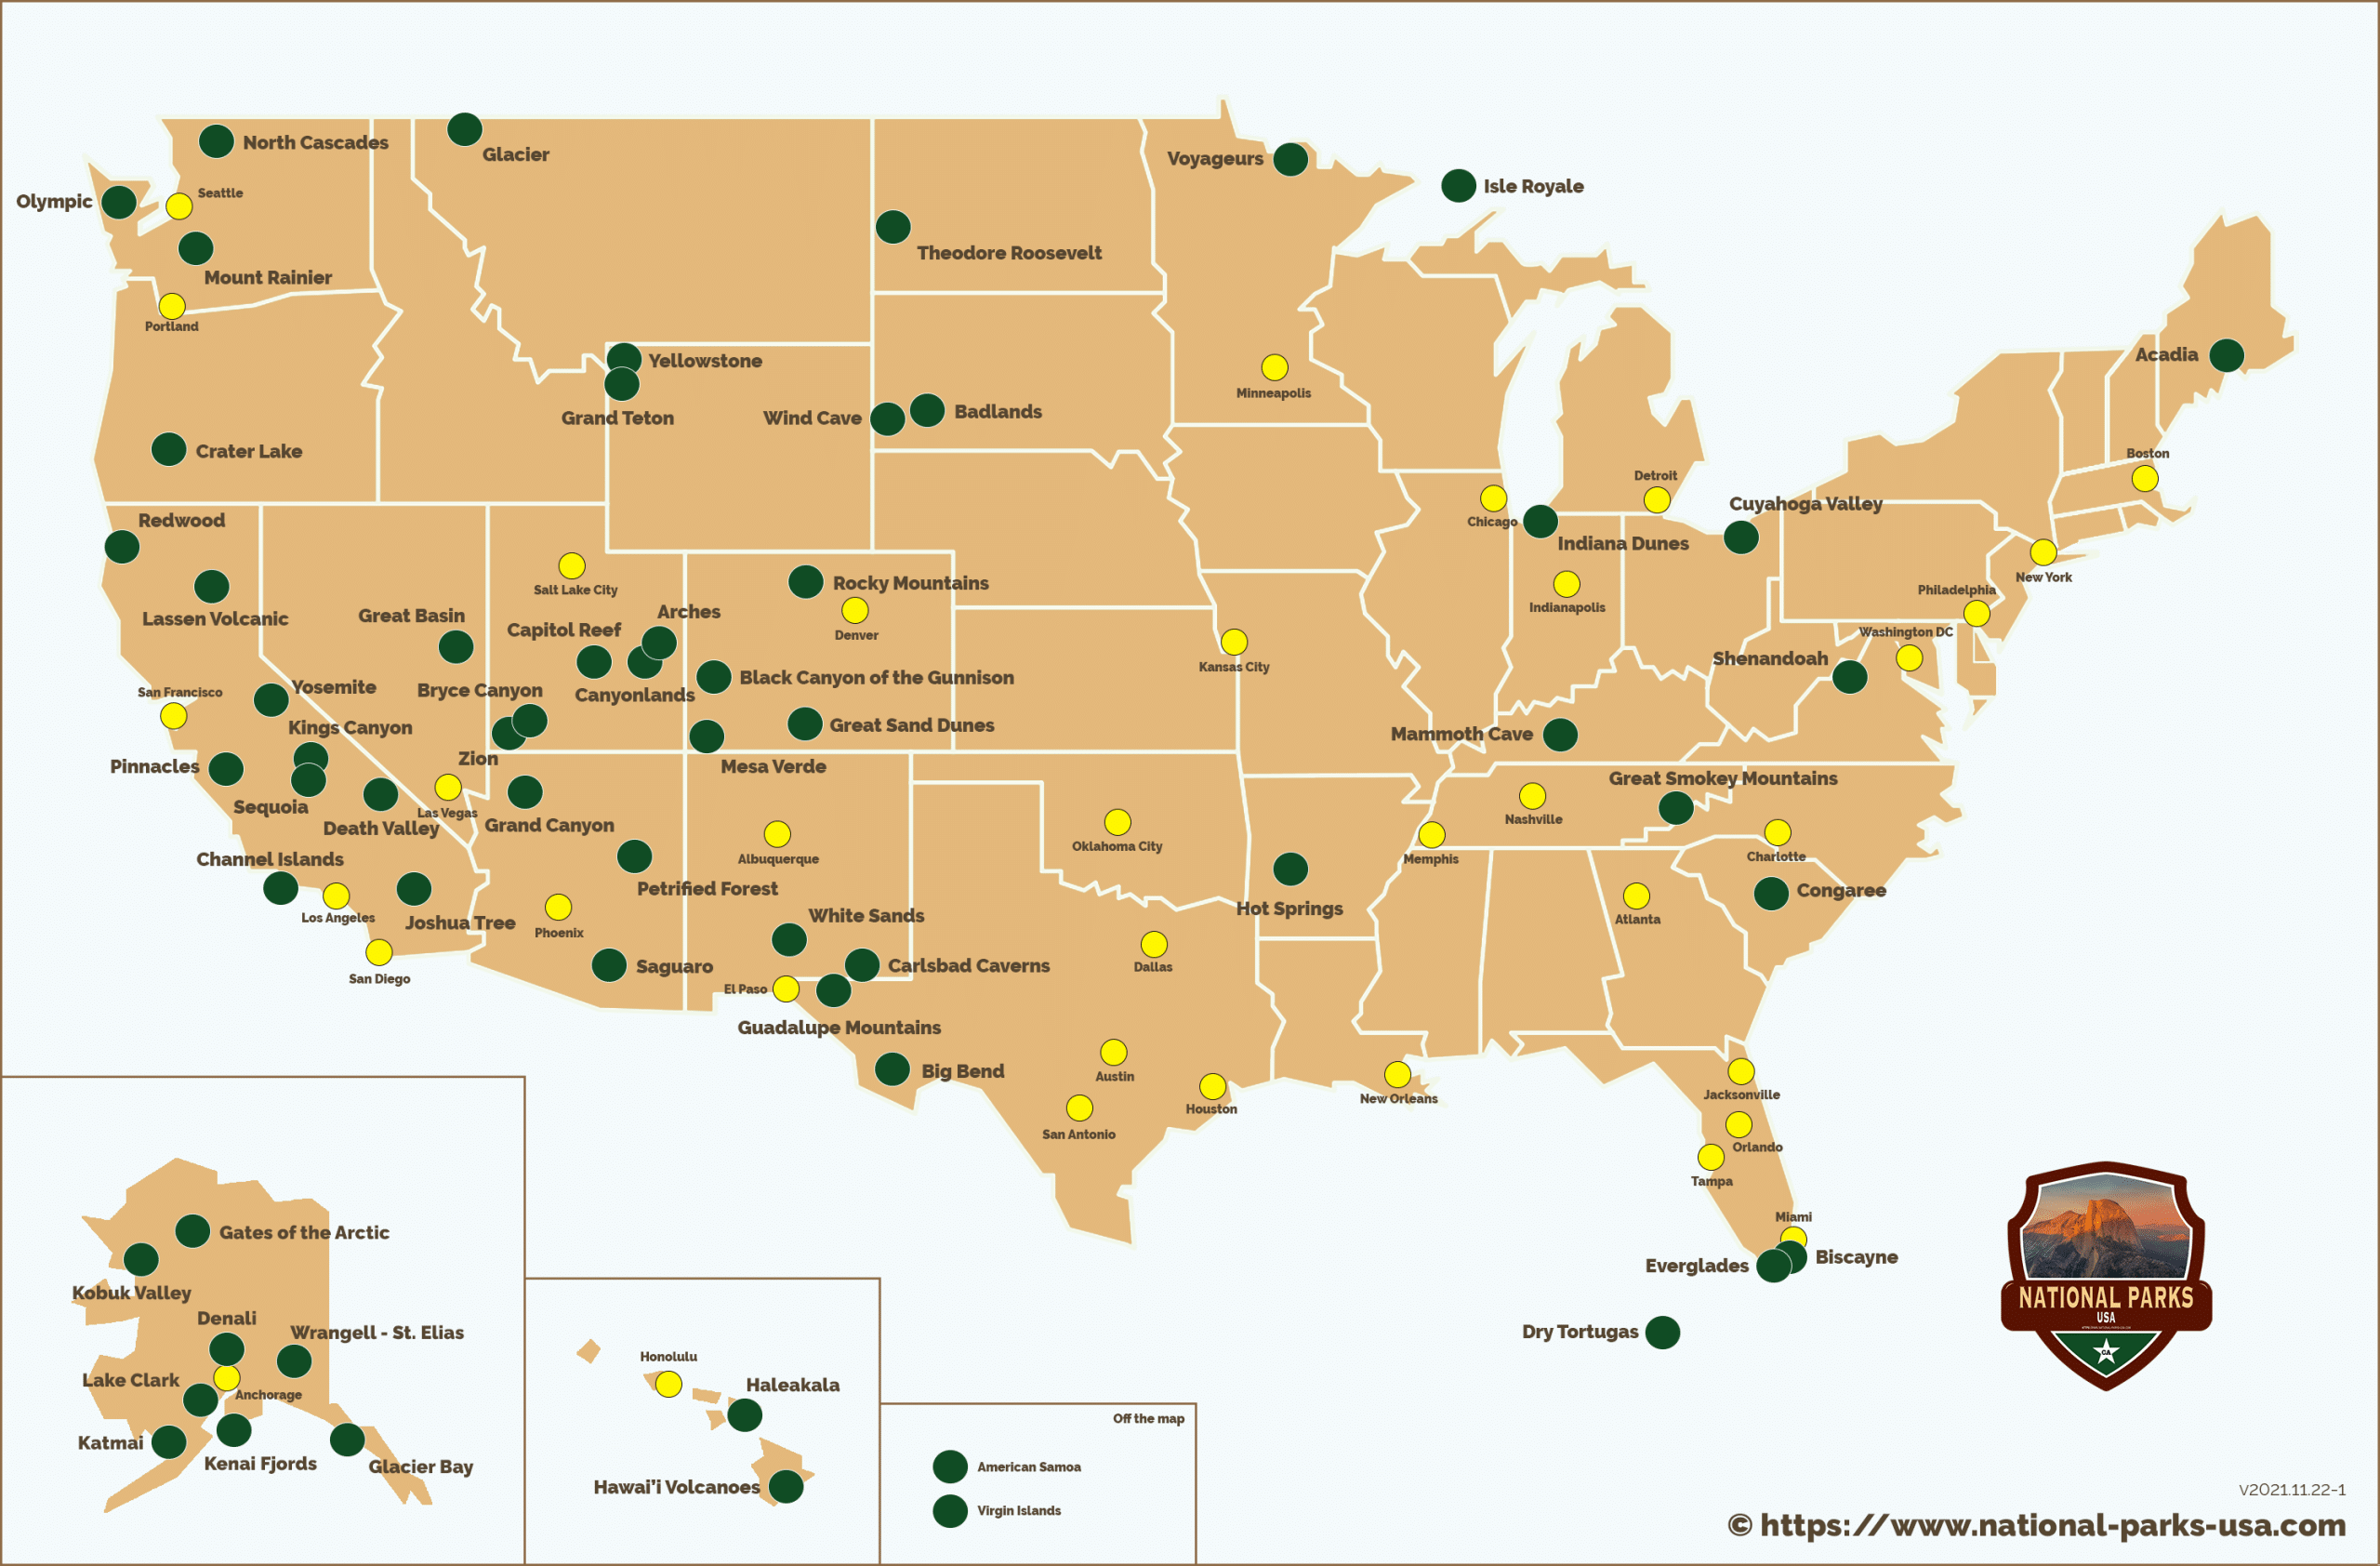 North Cascades
Glacier
Voyageurs
Isle Royale
Seattle
Olympic
Theodore Roosevelt
Mount Rainier
Portland
Yellowstone
Acadia
Minneapolis
Grand Teton
Wind Cave
Badlands
Crater Lake
Boston
Detroit
Cuyahoga Valley
Redwood
Chicago
Indiana Dunes
New York
Salt Lake City
Rocky Mountains
Philadelphia
Indianapolis
Lassen Volcanic
Great Basin
Arches
Capitol Reef
Denver
Washington DC
Shenandoah
Kansas City
Black Canyon of the Gunnison
San Francisco
Yosemite
Bryce Canyon
Canyonlands
Kings Canyon
Great Sand Dunes
Mammoth Cave
Zion
Pinnacles
Mesa Verde
Great Smokey Mountains
Sequoia
Las Vegas
Death Valley
Grand Canyon
Nashville
Oklahoma City
Channel Islands
Albuquerque
Memphis
Charlotte
Petrified Forest
Congaree
Hot Springs
Los Angeles
Joshua Tree
White Sands
Atlanta
Phoenix
Saguaro
Carlsbad Caverns
Dallas
San Diego
El Paso
Guadalupe Mountains
Big Bend
Austin
New Orleans
Jacksonville
Houston
San Antonio
Orlando
Tampa
Miami
Everglades
Biscayne
Dry Tortugas
Gates of the Arctic
Kobuk Valley
Denali
Wrangell - St. Elias
Lake Clark
Anchorage
Katmai
Kenai Fjords
Glacier Bay
Honolulu
Haleakala
Hawai'i Volcanoes
Off the map
American Samoa
Virgin Islands
NATIONAL PARKS
USA
CA
V2021.11.22-1
© https://www.national-parks-usa.com